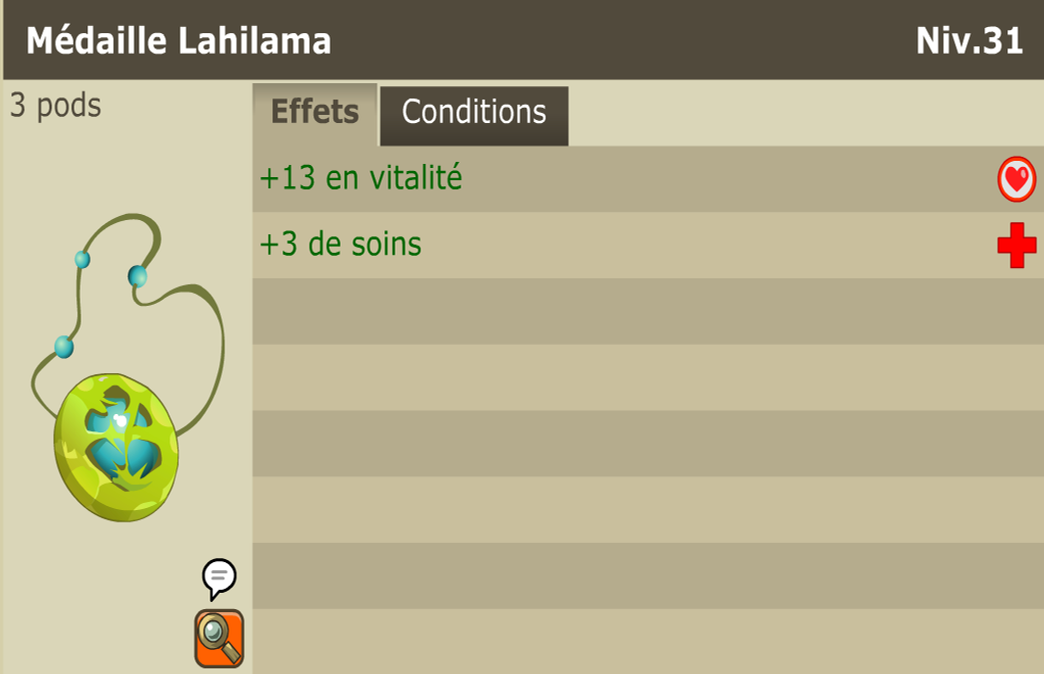 Médaille Lahilama
Niv.31
3 pods
Effets
Conditions
+13 en vitalité
+3 de soins